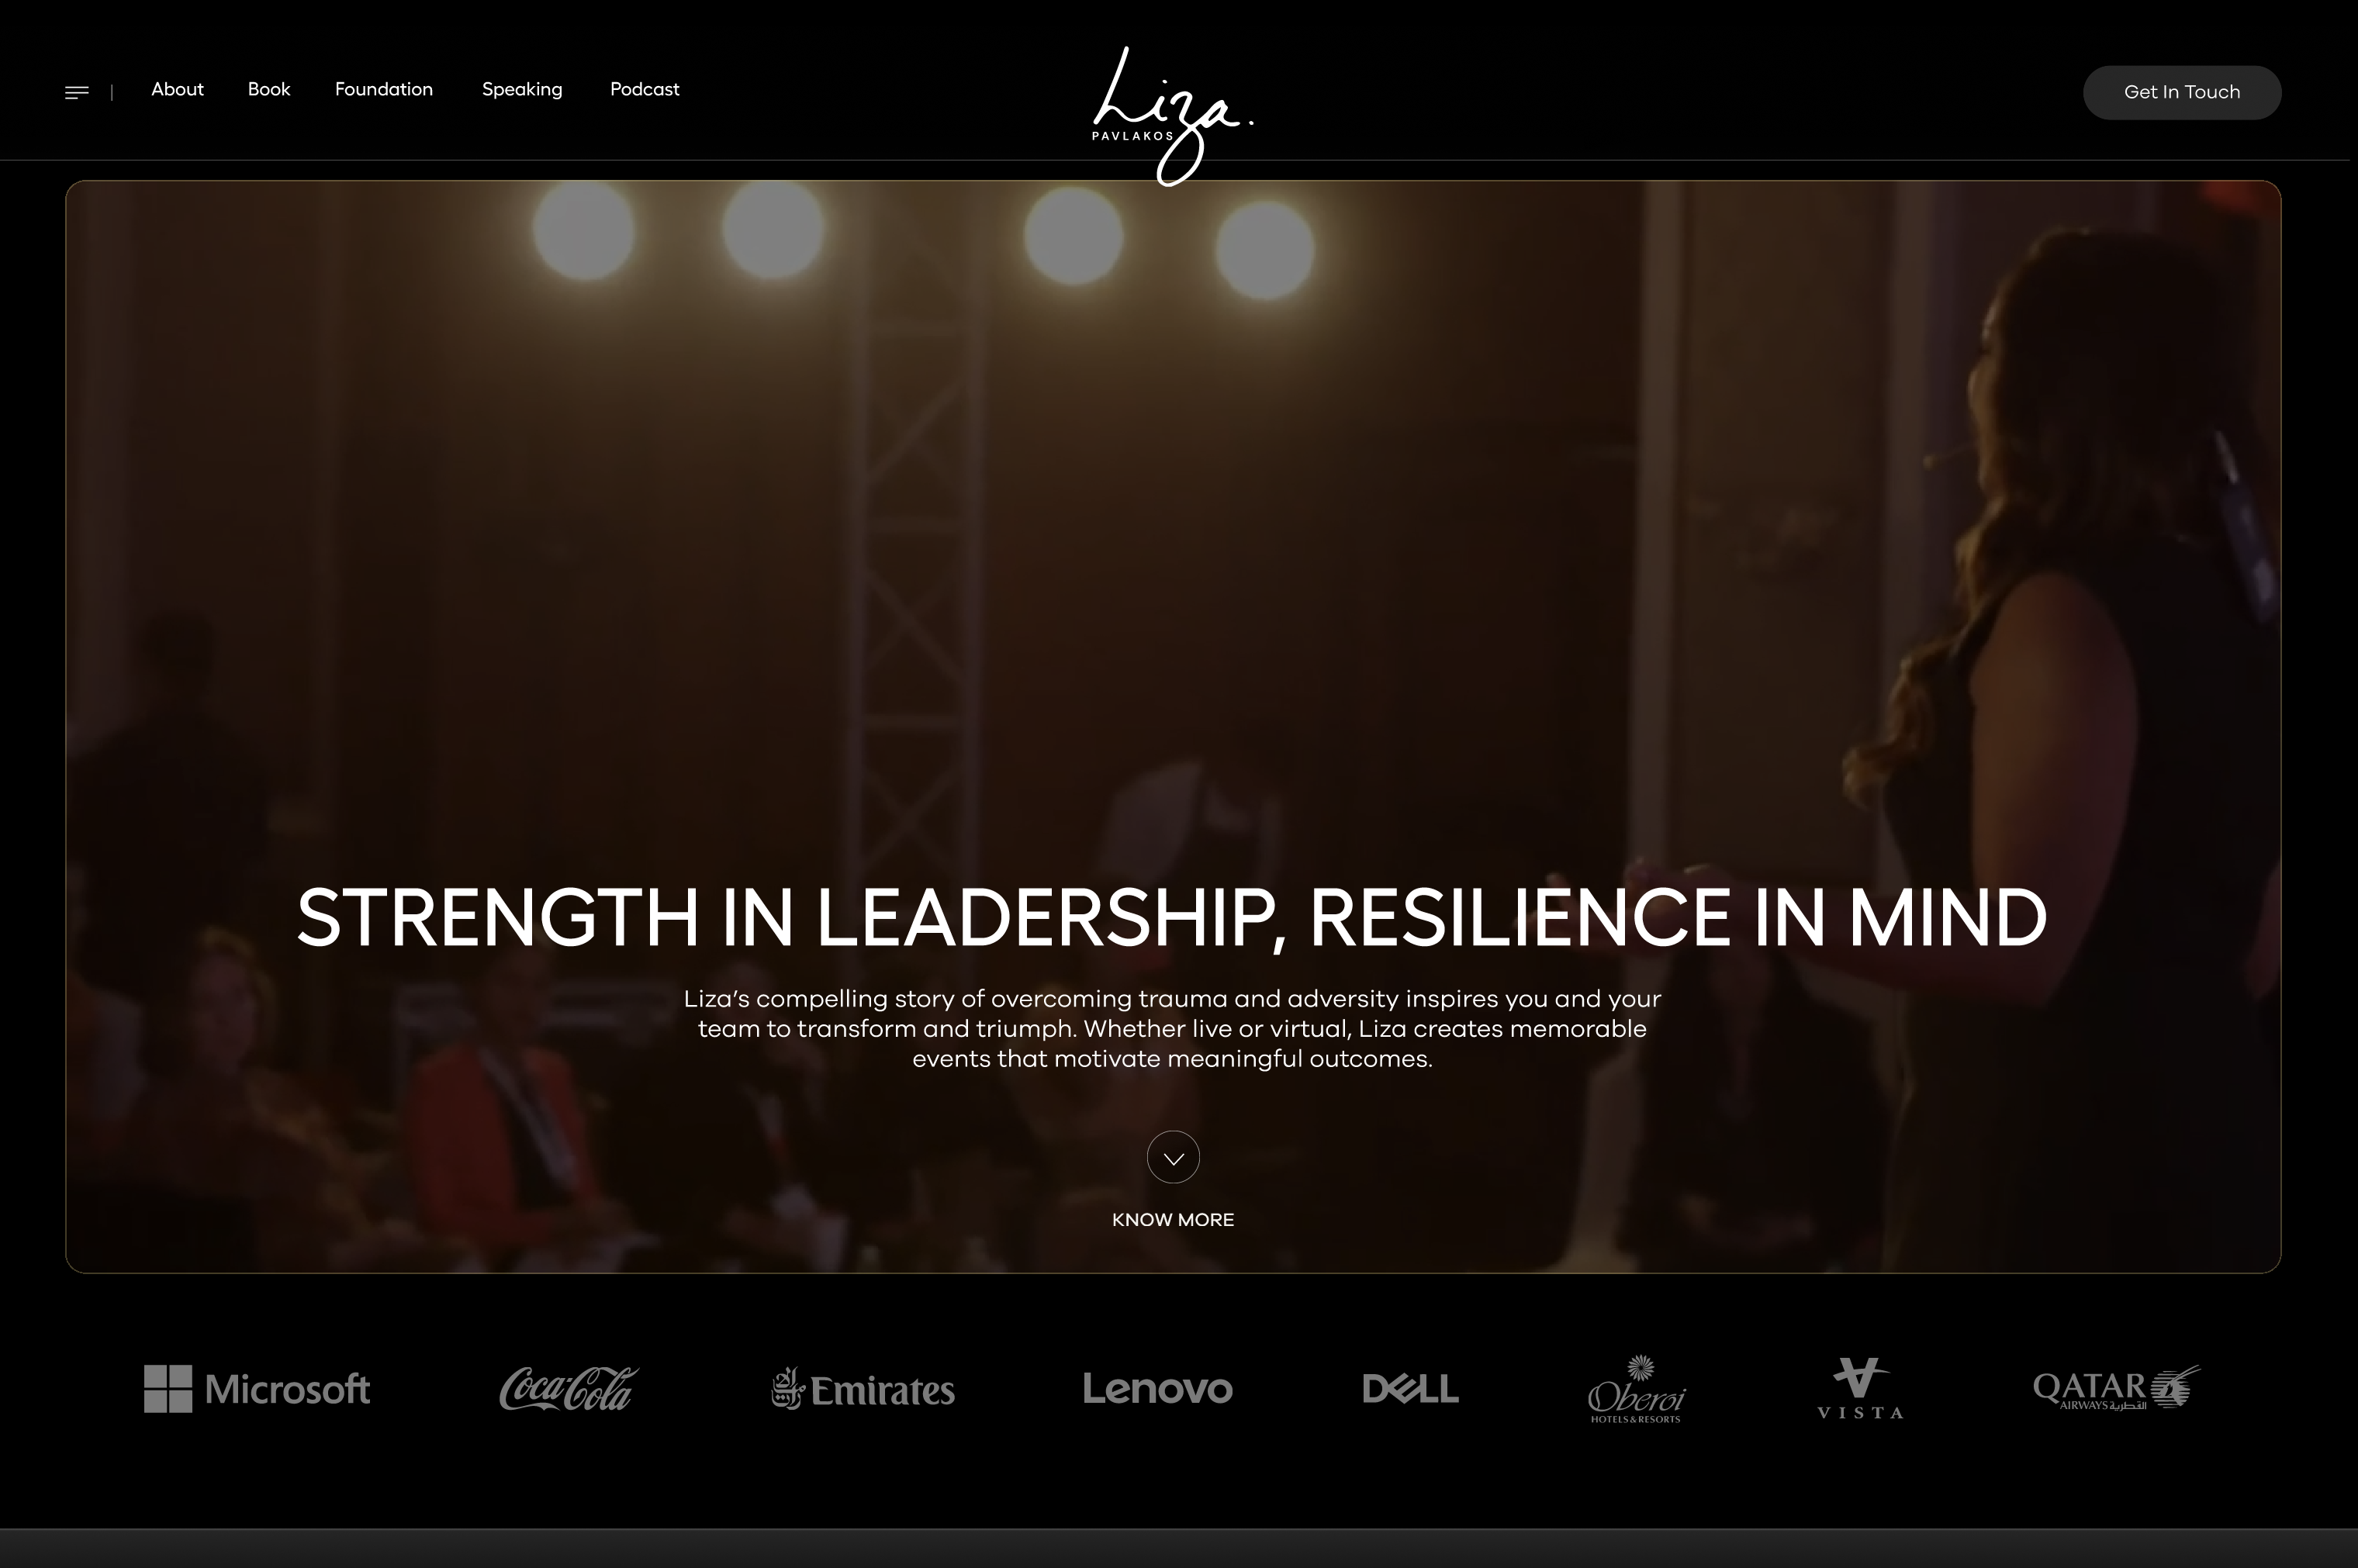 About Book Foundation Speaking Podcast
Liza.
PAVLAKOS
Get In Touch
STRENGTH IN LEADERSHIP, RESILIENCE IN MIND
Liza’s compelling story of overcoming trauma and adversity inspires you and your
team to transform and triumph. Whether live or virtual, Liza creates memorable
events that motivate meaningful outcomes.
KNOW MORE
Microsoft
Coca-Cola
Emirates
Lenovo
DELL
Oberoi
HOTELS & RESORTS
VISTA
QATAR
AIRWAYS القطرية